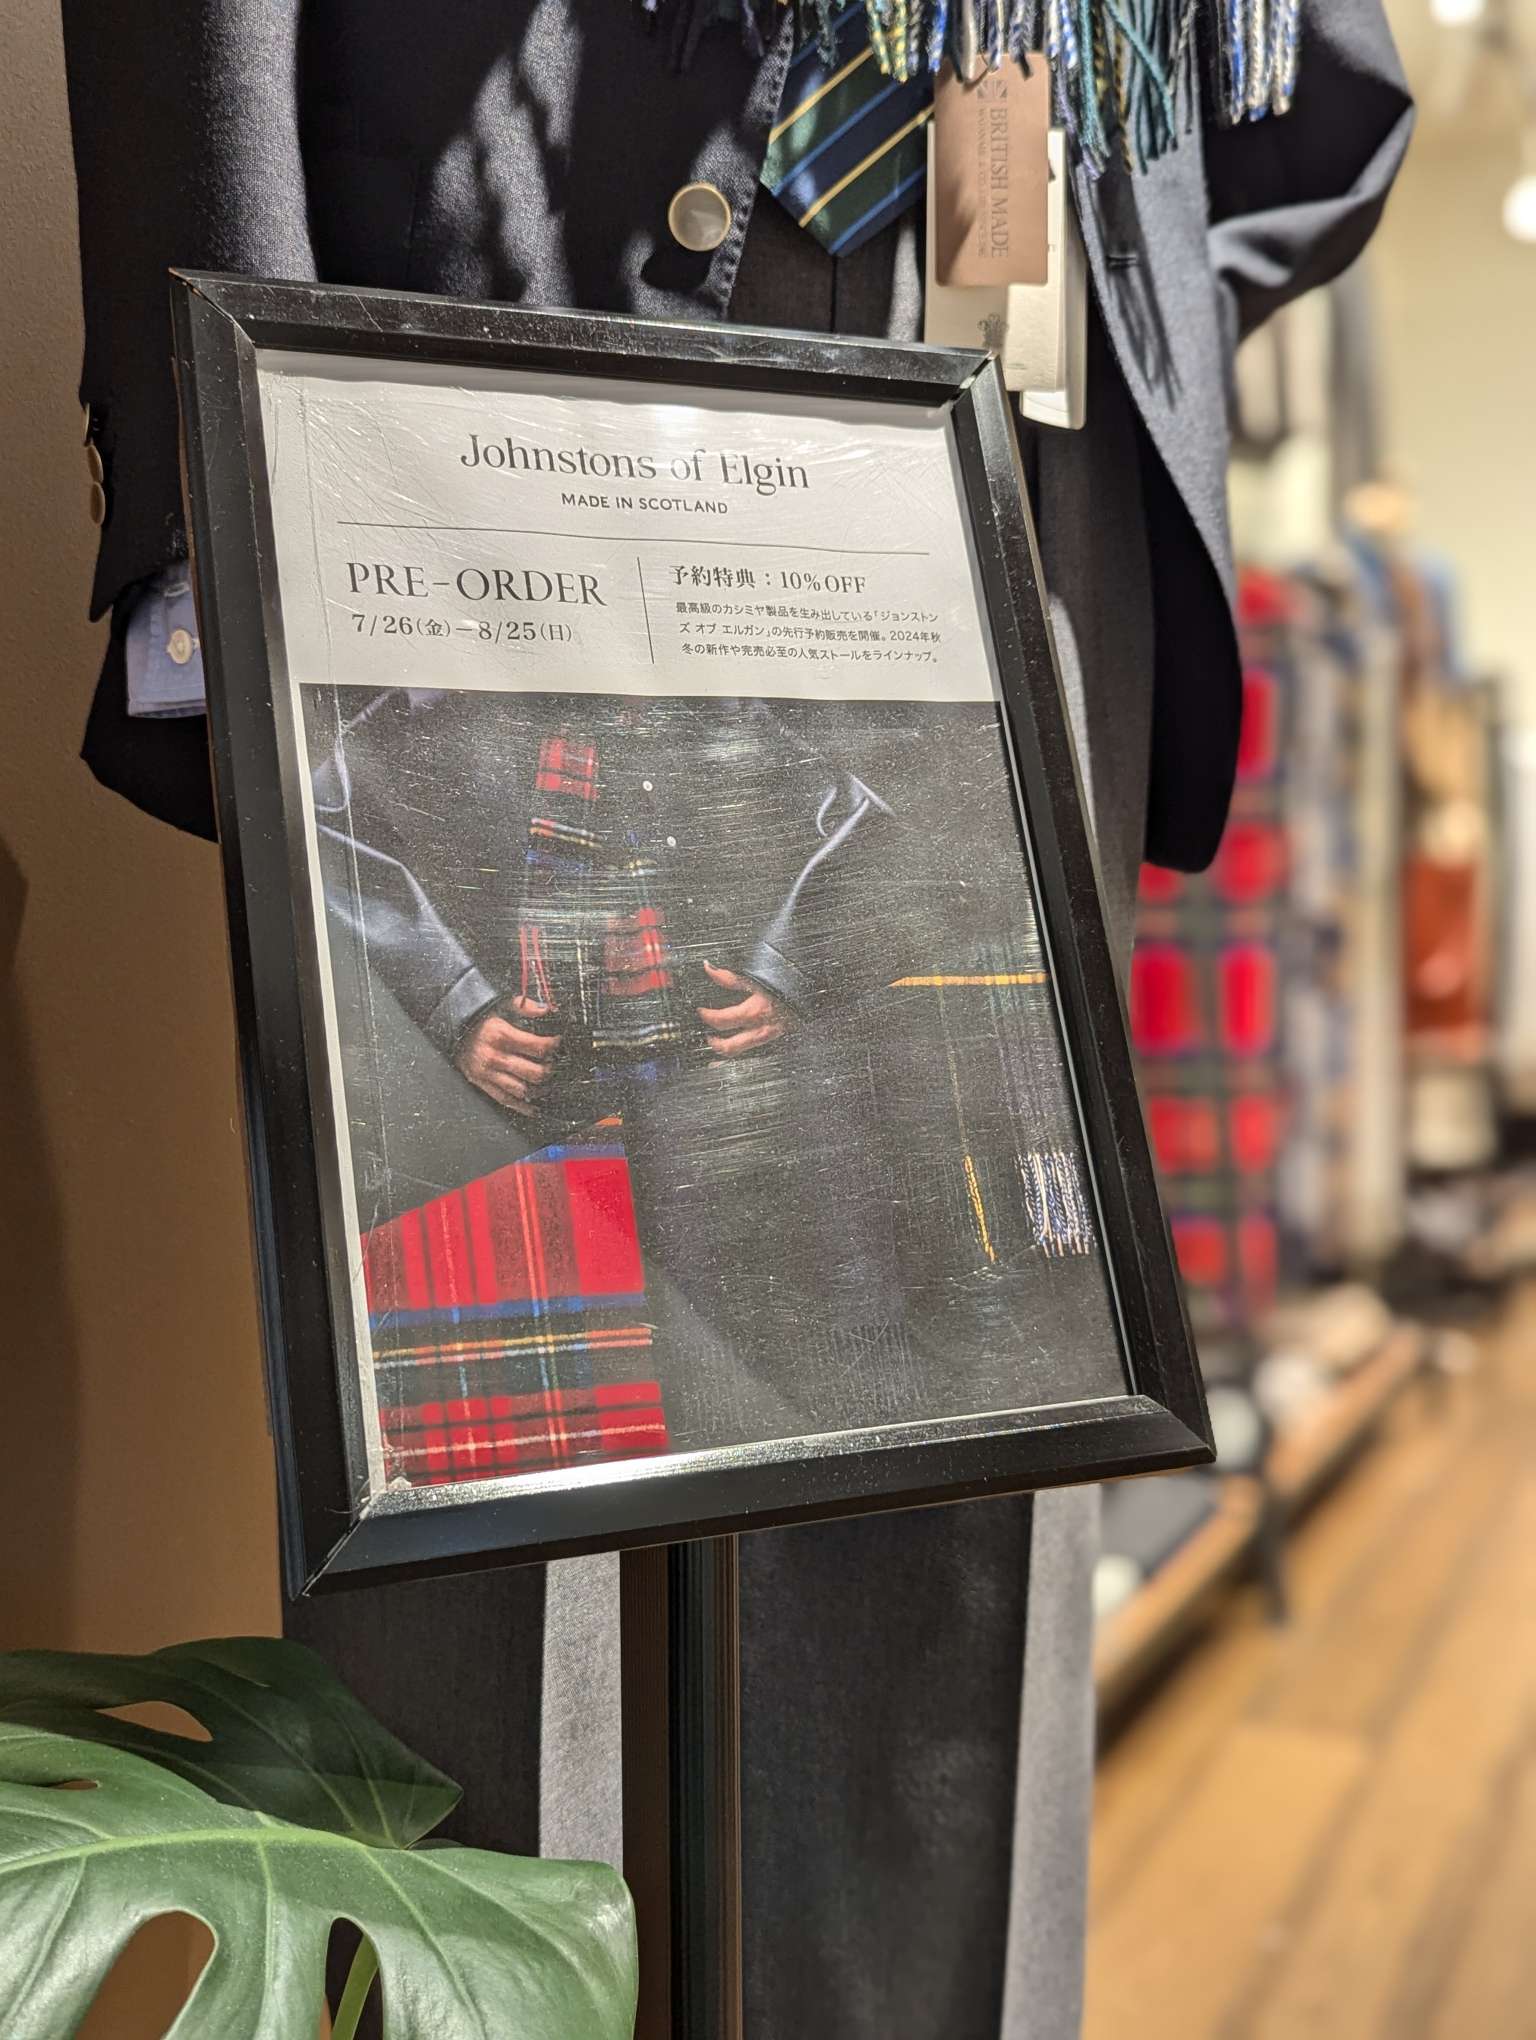 BRITISH MADE
Johnstons of Elgin
MADE IN SCOTLAND
PRE-ORDER
7/26(金)-8/25(日)
予約特典：10%OFF
最高級のカシミヤ製品を生み出している「ジョンストン
ズ オブ エルガン」の先行予約販売を開催。2024年秋
冬の新作や完売必至の人気ストールをラインナップ。